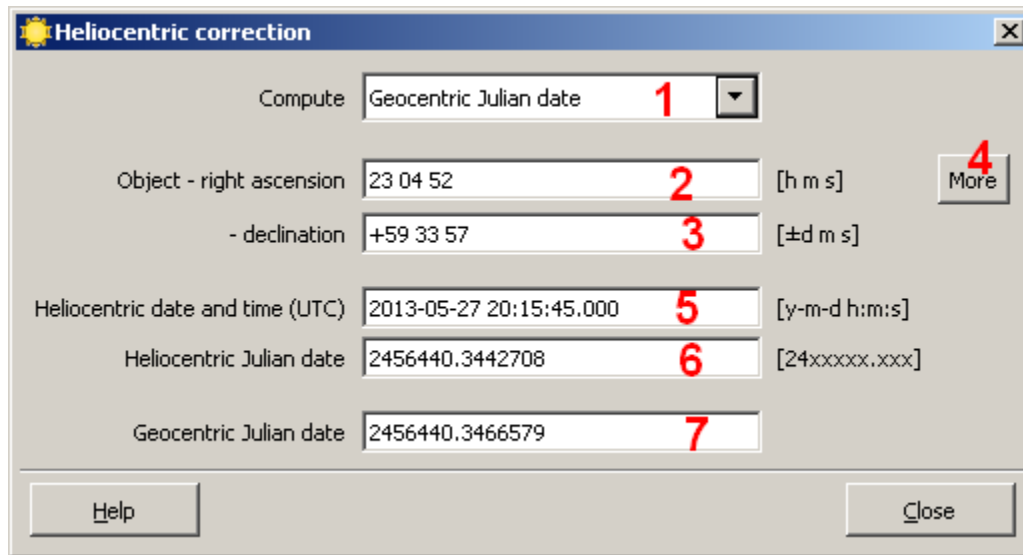 Heliocentric correction
Compute Geocentric Julian date 1
Object - right ascension 23 04 52 2 [h m s] More 4
- declination +59 33 57 3 [±d m s]
Heliocentric date and time (UTC) 2013-05-27 20:15:45.000 5 [y-m-d h:m:s]
Heliocentric Julian date 2456440.3442708 6 [24xxxxx.xxx]
Geocentric Julian date 2456440.3466579 7
Help Close